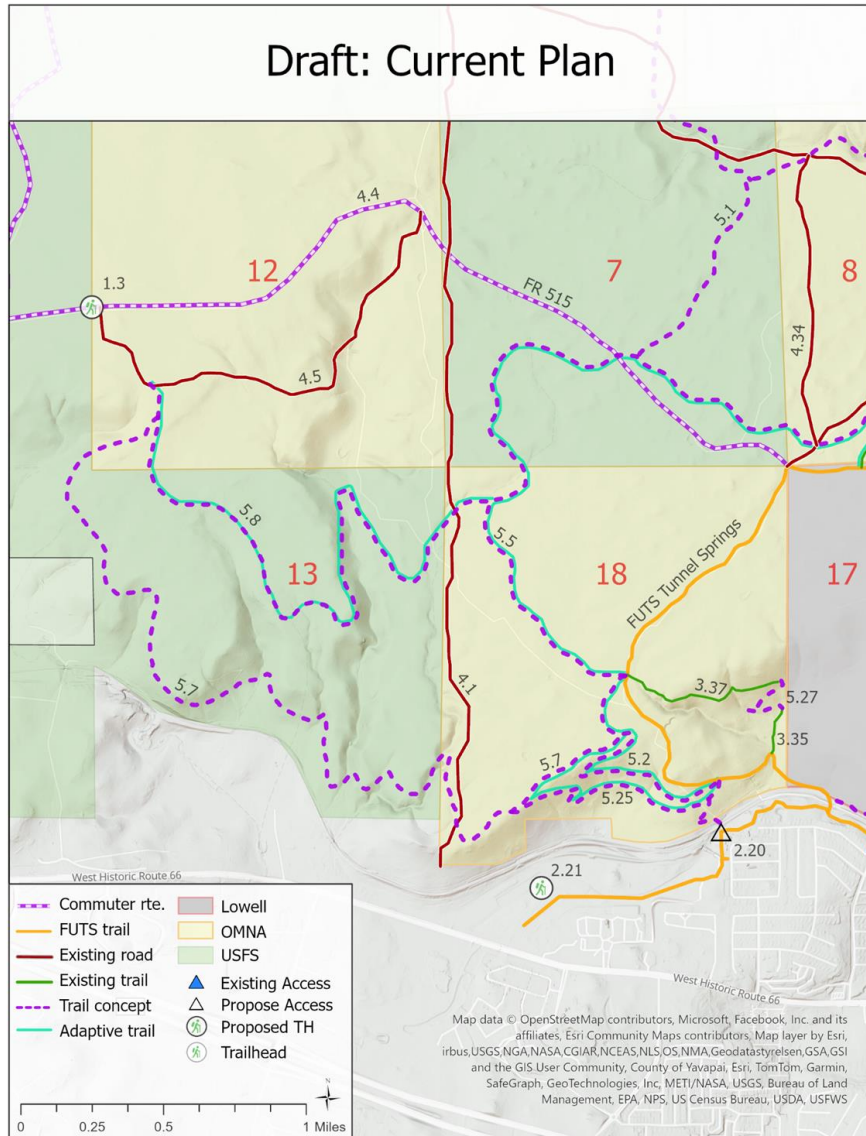 Draft: Current Plan
4.4
5.1
12
7
8
1.3
FR 515
4.34
4.5
5.8
5.5
13
18
17
FUTS Tunnel Springs
5.7
4.1
3.37
5.27
3.35
5.7
5.2
5.25
2.20
2.21
West Historic Route 66
West Historic Route 66
Commuter rte.
FUTS trail
Existing road
Existing trail
Trail concept
Adaptive trail
Lowell
OMNA
USFS
Existing Access
Propose Access
Proposed TH
Trailhead
N
0 0.25 0.5 1 Miles
Map data © OpenStreetMap contributors, Microsoft, Facebook, Inc. and its
affiliates, Esri Community Maps contributors, Map layer by Esri,
irbus,USGS,NGA,NASA,CGIAR,NCEAS,NLS,OS,NMA,Geodatastyrelsen,GSA,GSI
and the GIS User Community, County of Yavapai, Esri, TomTom, Garmin,
SafeGraph, GeoTechnologies, Inc, METI/NASA, USGS, Bureau of Land
Management, EPA, NPS, US Census Bureau, USDA, USFWS